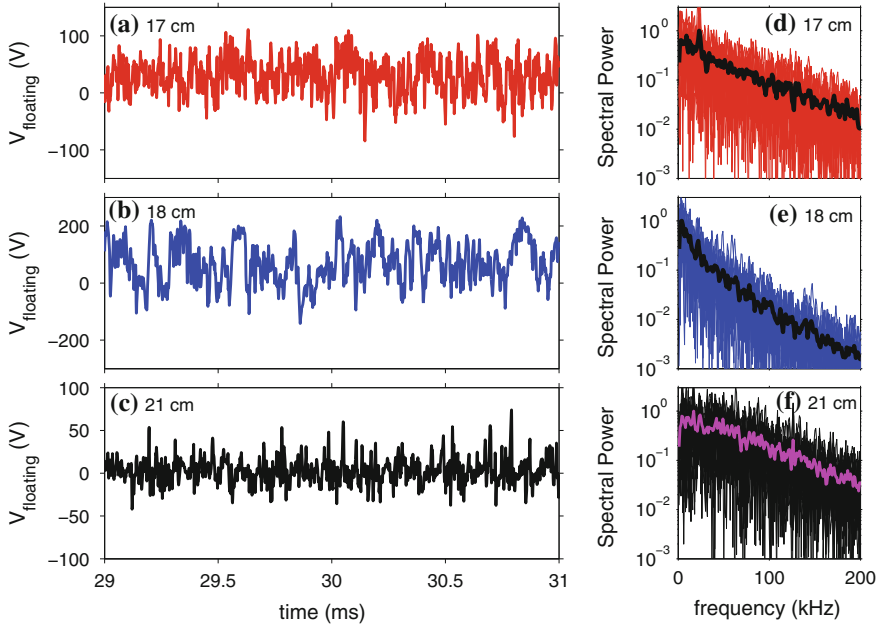 (a) 17 cm
V_floating (V)
100
0
−100
(b) 18 cm
V_floating (V)
200
0
−200
(c) 21 cm
V_floating (V)
100
50
0
−50
−100
29
29.5
30
30.5
31
time (ms)
(d) 17 cm
Spectral Power
10^0
10^-1
10^-2
10^-3
(e) 18 cm
Spectral Power
10^0
10^-1
10^-2
10^-3
(f) 21 cm
Spectral Power
10^0
10^-1
10^-2
10^-3
0
100
200
frequency (kHz)